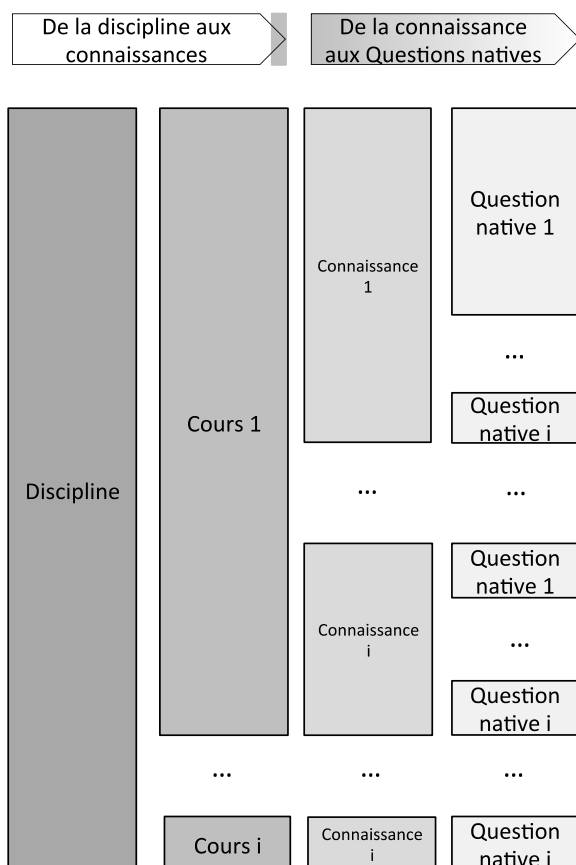 De la discipline aux
connaissances
De la connaissance
aux Questions natives
Discipline
Cours 1
Connaissance
1
Question
native 1
...
Question
native i
...
...
Connaissance
i
Question
native 1
...
Question
native i
...
...
...
Cours i
Connaissance
i
Question
native i